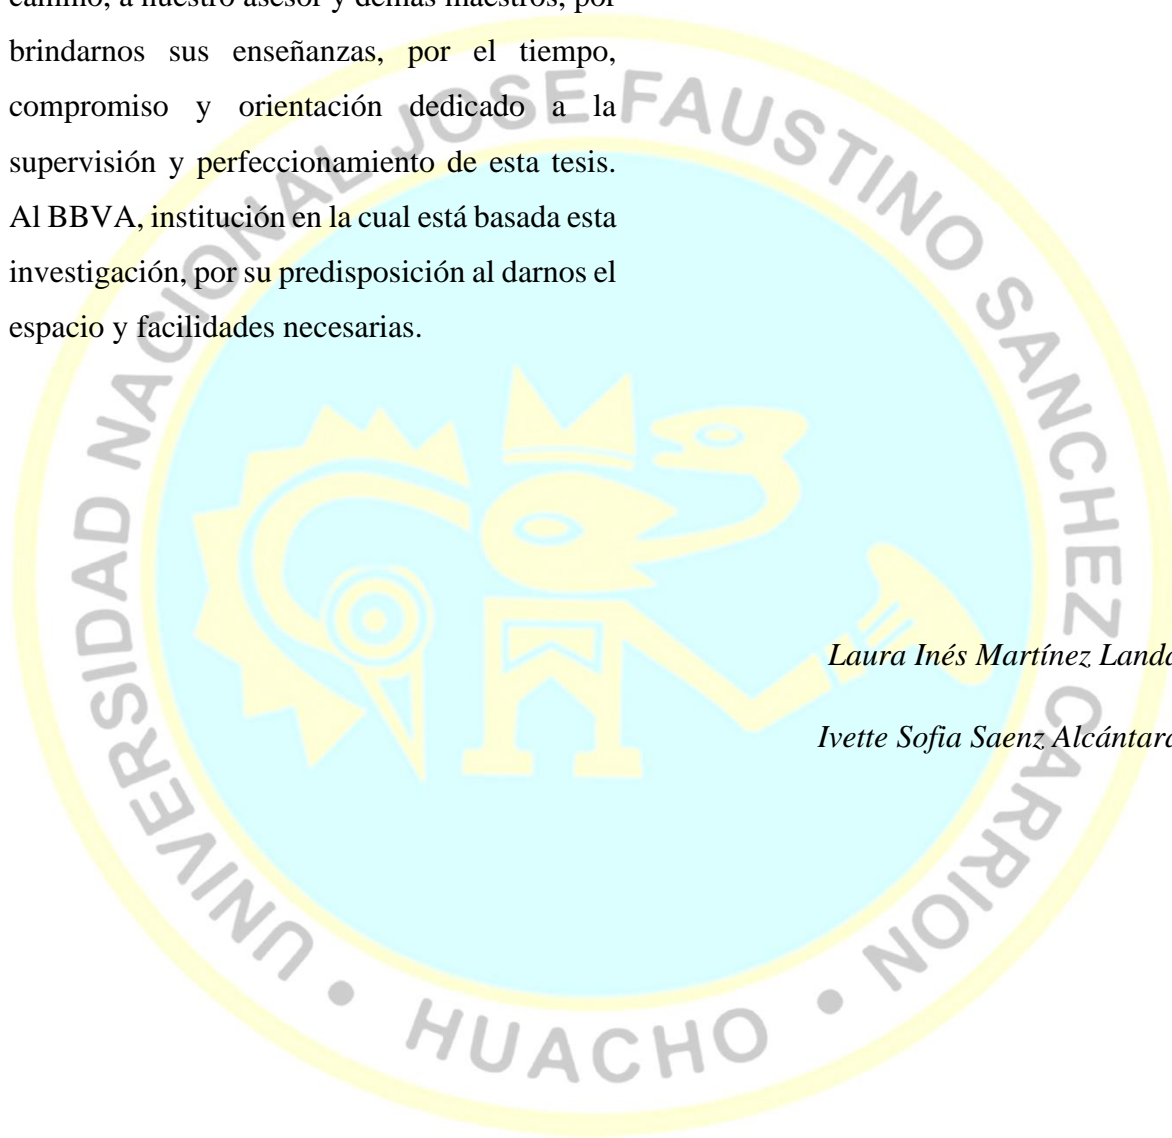 camino, a nuestro asesor y demás maestros, por
brindarnos sus enseñanzas, por el tiempo,
compromiso y orientación dedicado a la
supervisión y perfeccionamiento de esta tesis.
Al BBVA, institución en la cual está basada esta
investigación, por su predisposición al darnos el
espacio y facilidades necesarias.
Laura Inés Martínez Landa
Ivette Sofia Saenz Alcántara
UNIVERSIDAD NACIONAL JOSE FAUSTINO SANCHEZ CARRION
• HUACHO •